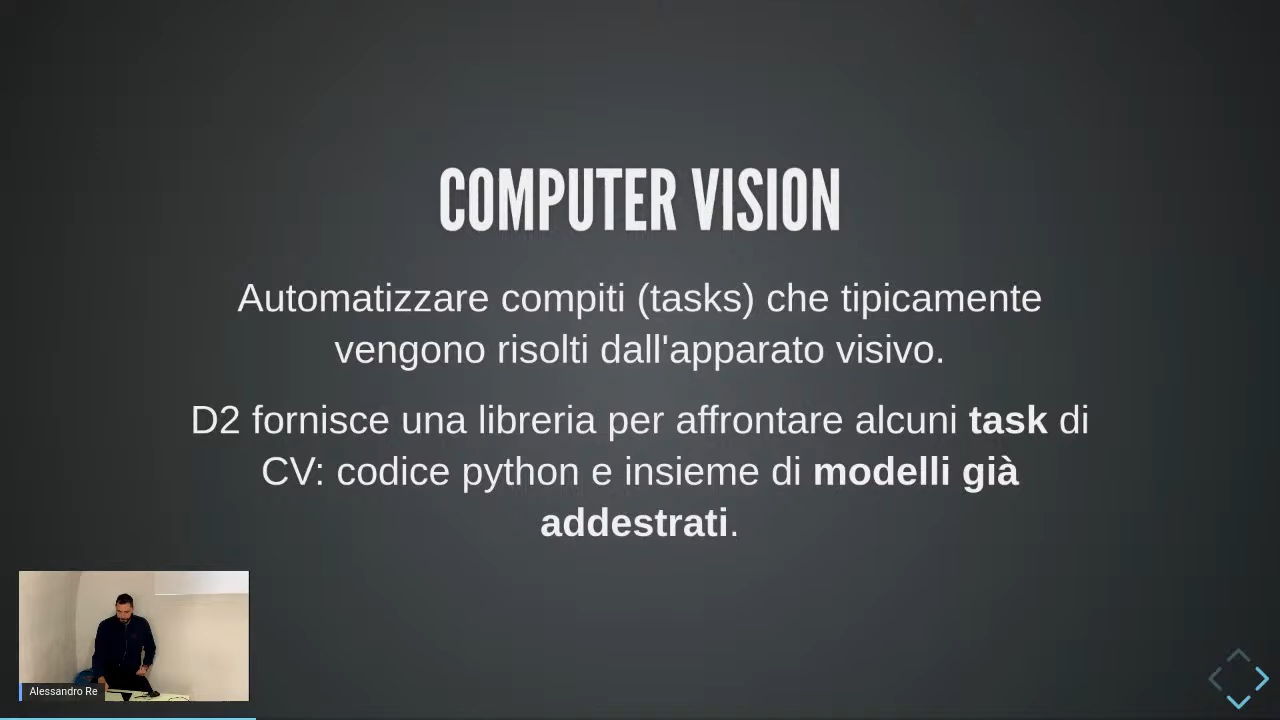 COMPUTER VISION
Automatizzare compiti (tasks) che tipicamente
vengono risolti dall'apparato visivo.
D2 fornisce una libreria per affrontare alcuni task di
CV: codice python e insieme di modelli già
addestrati.
Alessandro Re